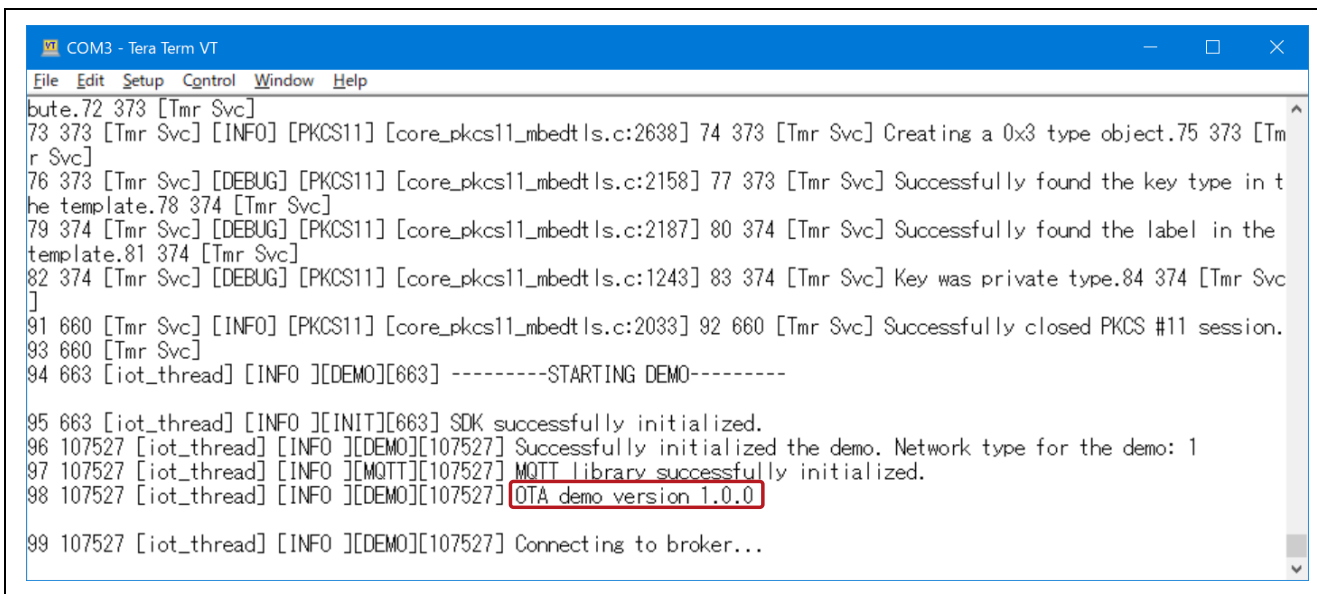 COM3 - Tera Term VT
File Edit Setup Control Window Help
bute.72 373 [Tmr Svc]
73 373 [Tmr Svc] [INFO] [PKCS11] [core_pkcs11_mbedtls.c:2638] 74 373 [Tmr Svc] Creating a 0x3 type object.75 373 [Tm
r Svc]
76 373 [Tmr Svc] [DEBUG] [PKCS11] [core_pkcs11_mbedtls.c:2158] 77 373 [Tmr Svc] Successfully found the key type in t
he template.78 374 [Tmr Svc]
79 374 [Tmr Svc] [DEBUG] [PKCS11] [core_pkcs11_mbedtls.c:2187] 80 374 [Tmr Svc] Successfully found the label in the
template.81 374 [Tmr Svc]
82 374 [Tmr Svc] [DEBUG] [PKCS11] [core_pkcs11_mbedtls.c:1243] 83 374 [Tmr Svc] Key was private type.84 374 [Tmr Svc
]
91 660 [Tmr Svc] [INFO] [PKCS11] [core_pkcs11_mbedtls.c:2033] 92 660 [Tmr Svc] Successfully closed PKCS #11 session.
93 660 [Tmr Svc]
94 663 [iot_thread] [INFO ][DEMO][663] ---------STARTING DEMO---------
95 663 [iot_thread] [INFO ][INIT][663] SDK successfully initialized.
96 107527 [iot_thread] [INFO ][DEMO][107527] Successfully initialized the demo. Network type for the demo: 1
97 107527 [iot_thread] [INFO ][MQTT][107527] MQTT library successfully initialized.
98 107527 [iot_thread] [INFO ][DEMO][107527] OTA demo version 1.0.0
99 107527 [iot_thread] [INFO ][DEMO][107527] Connecting to broker...